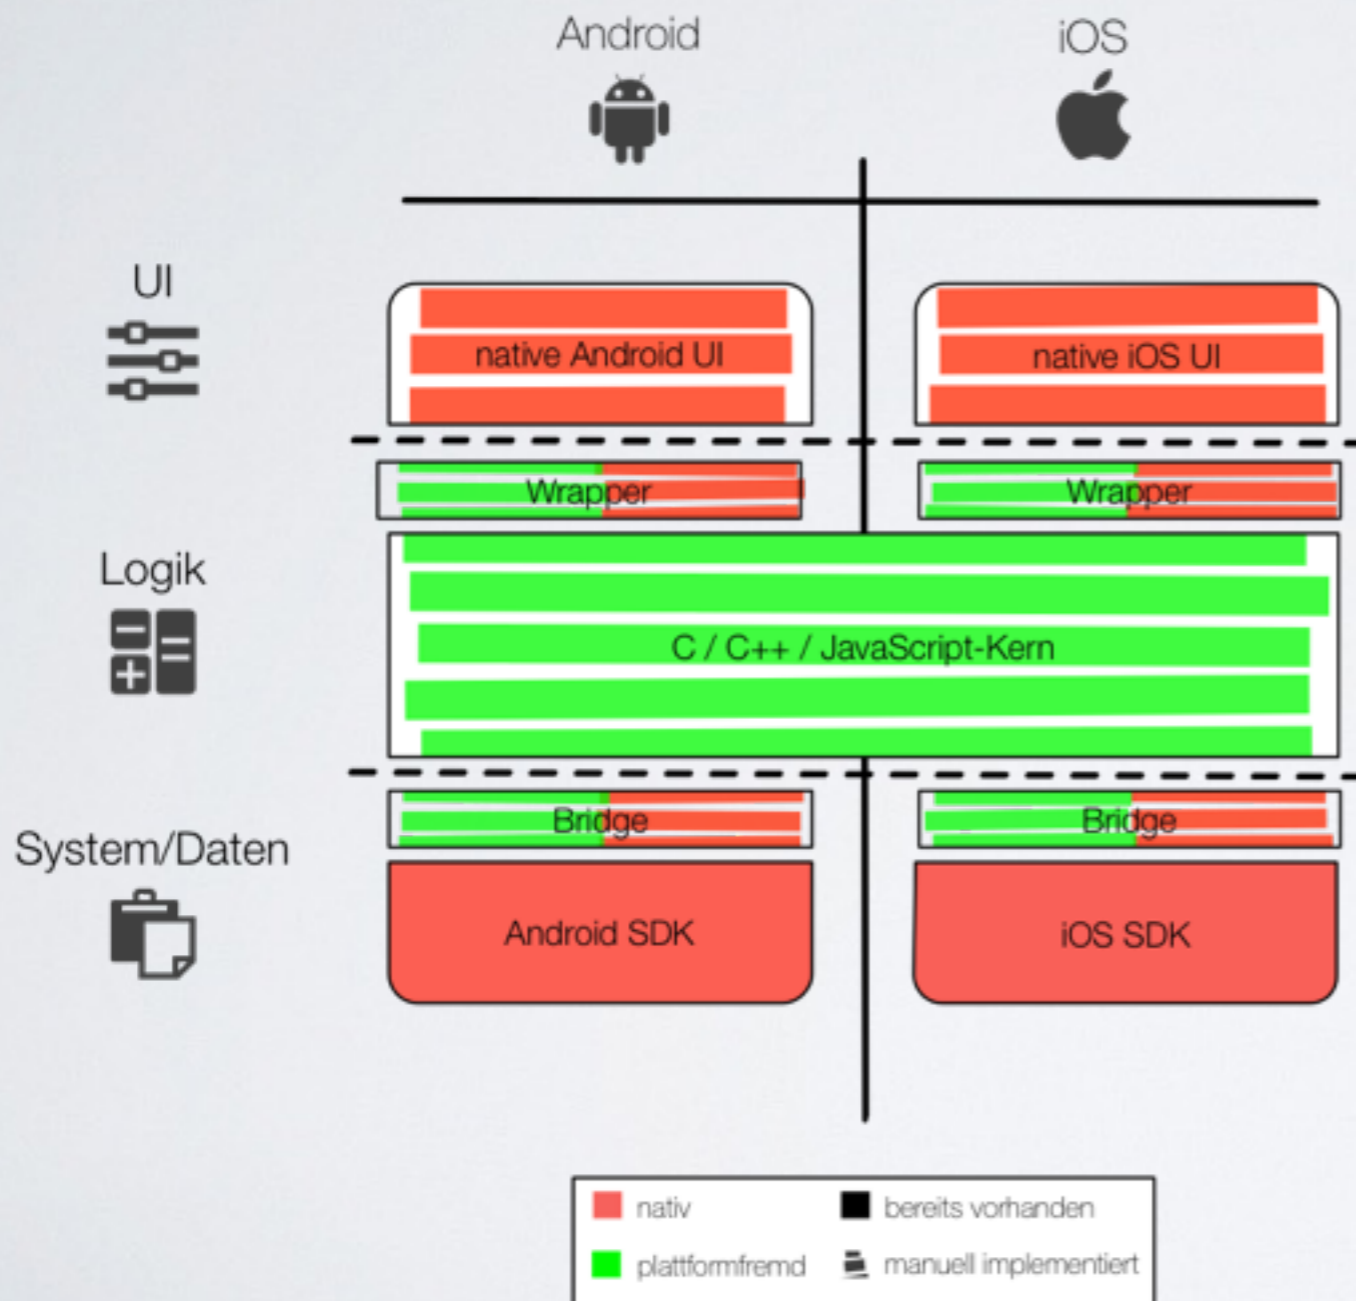 Android
iOS
UI
native Android UI
native iOS UI
Wrapper
Wrapper
Logik
C / C++ / JavaScript-Kern
Bridge
Bridge
System/Daten
Android SDK
iOS SDK
nativ
bereits vorhanden
plattformfremd
manuell implementiert